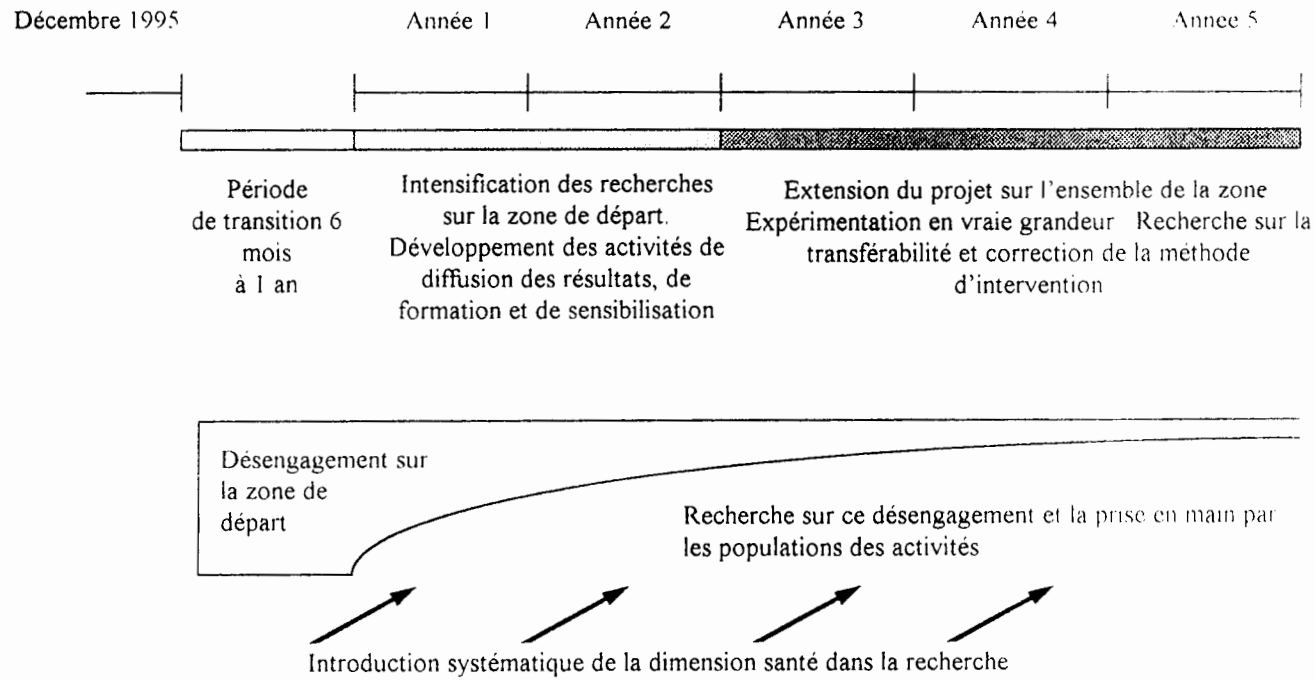 Décembre 1995 Année 1 Année 2 Année 3 Année 4 Annee 5
Période
de transition 6
mois
à 1 an
Intensification des recherches
sur la zone de départ.
Développement des activités de
diffusion des résultats, de
formation et de sensibilisation
Extension du projet sur l'ensemble de la zone
Expérimentation en vraie grandeur Recherche sur la
transférabilité et correction de la méthode
d'intervention
Désengagement sur
la zone de
départ
Recherche sur ce désengagement et la prise en main par
les populations des activités
Introduction systématique de la dimension santé dans la recherche